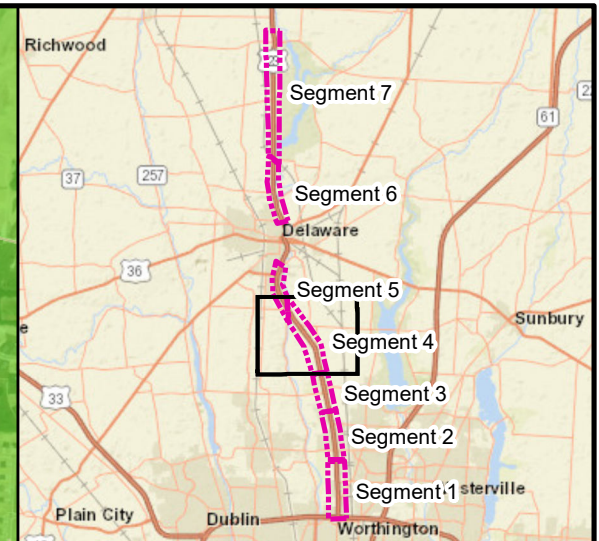 Richwood
Segment 7
61
37
257
Segment 6
Delaware
36
Segment 5
Sunbury
Segment 4
33
Segment 3
Segment 2
Segment 1
sterville
Plain City
Dublin
Worthington